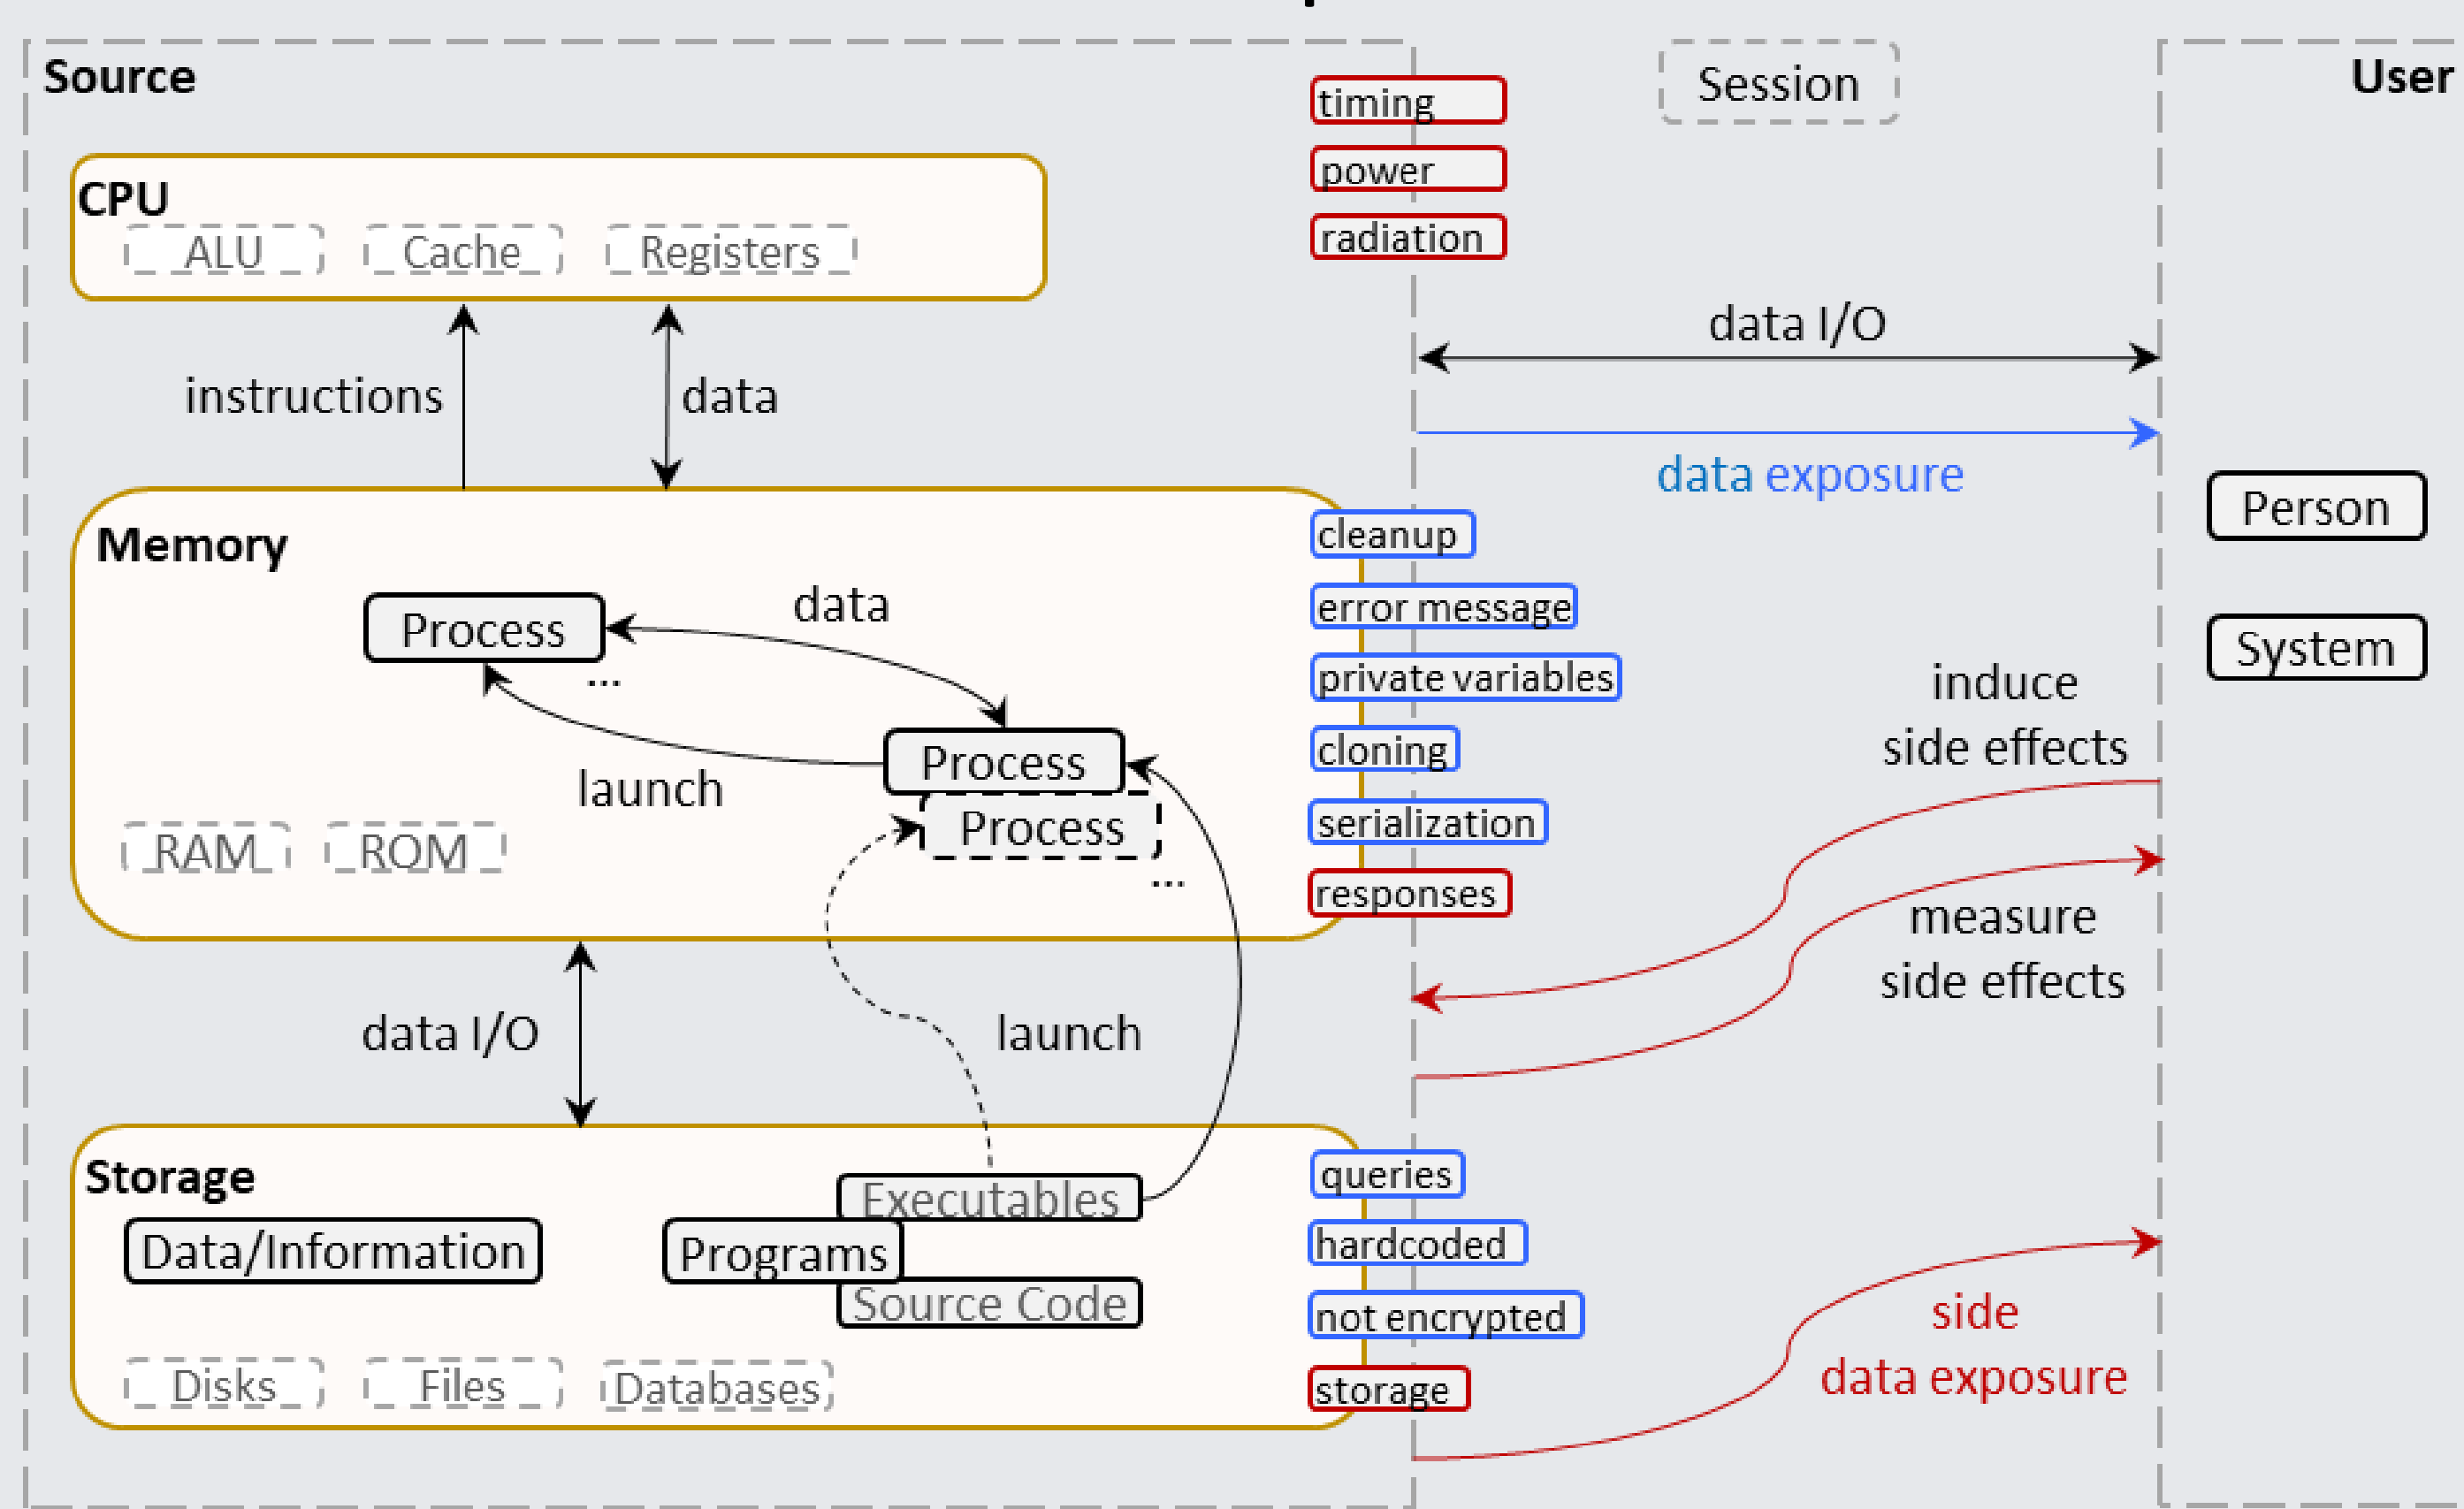 Source
Session
User
timing
power
radiation
CPU
ALU
Cache
Registers
data I/O
instructions
data
data exposure
Person
System
Memory
cleanup
error message
private variables
cloning
serialization
responses
Process
data
...
Process
launch
Process
...
RAM
ROM
induce
side effects
measure
side effects
data I/O
launch
Storage
Executables
Data/Information
Programs
Source Code
Disks
Files
Databases
queries
hardcoded
not encrypted
storage
side
data exposure